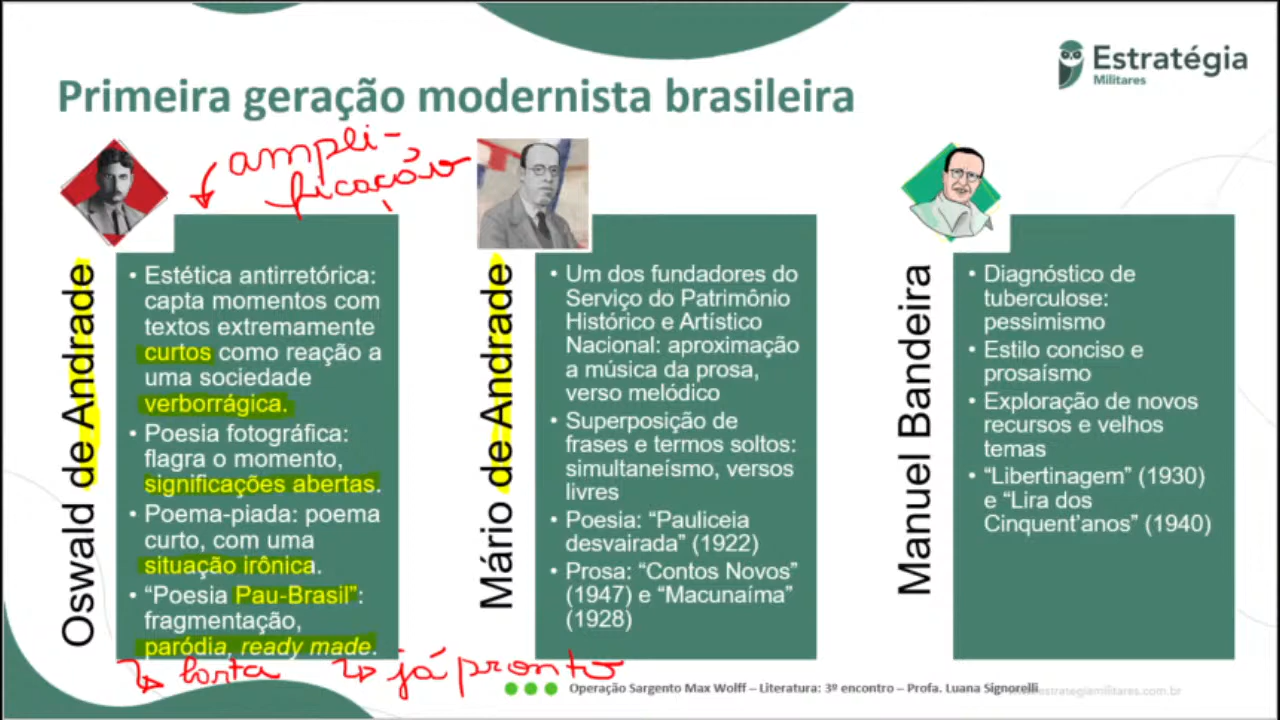 Estratégia
Militares
Primeira geração modernista brasileira
ampli-
ficação
Oswald de Andrade
• Estética antirretórica:
capta momentos com
textos extremamente
curtos como reação a
uma sociedade
verborrágica.
• Poesia fotográfica:
flagra o momento,
significações abertas.
• Poema-piada: poema
curto, com uma
situação irônica.
• “Poesia Pau-Brasil”:
fragmentação,
paródia, ready made.
já pronto
Mário de Andrade
• Um dos fundadores do
Serviço do Patrimônio
Histórico e Artístico
Nacional: aproximação
a música da prosa,
verso melódico
• Superposição de
frases e termos soltos:
simultaneísmo, versos
livres
• Poesia: “Pauliceia
desvairada” (1922)
• Prosa: “Contos Novos”
(1947) e “Macunaíma”
(1928)
Manuel Bandeira
• Diagnóstico de
tuberculose:
pessimismo
• Estilo conciso e
prosaísmo
• Exploração de novos
recursos e velhos
temas
• “Libertinagem” (1930)
e “Lira dos
Cinquent’anos” (1940)
Operação Sargento Max Wolff – Literatura: 3º encontro – Profa. Luana Signorelli